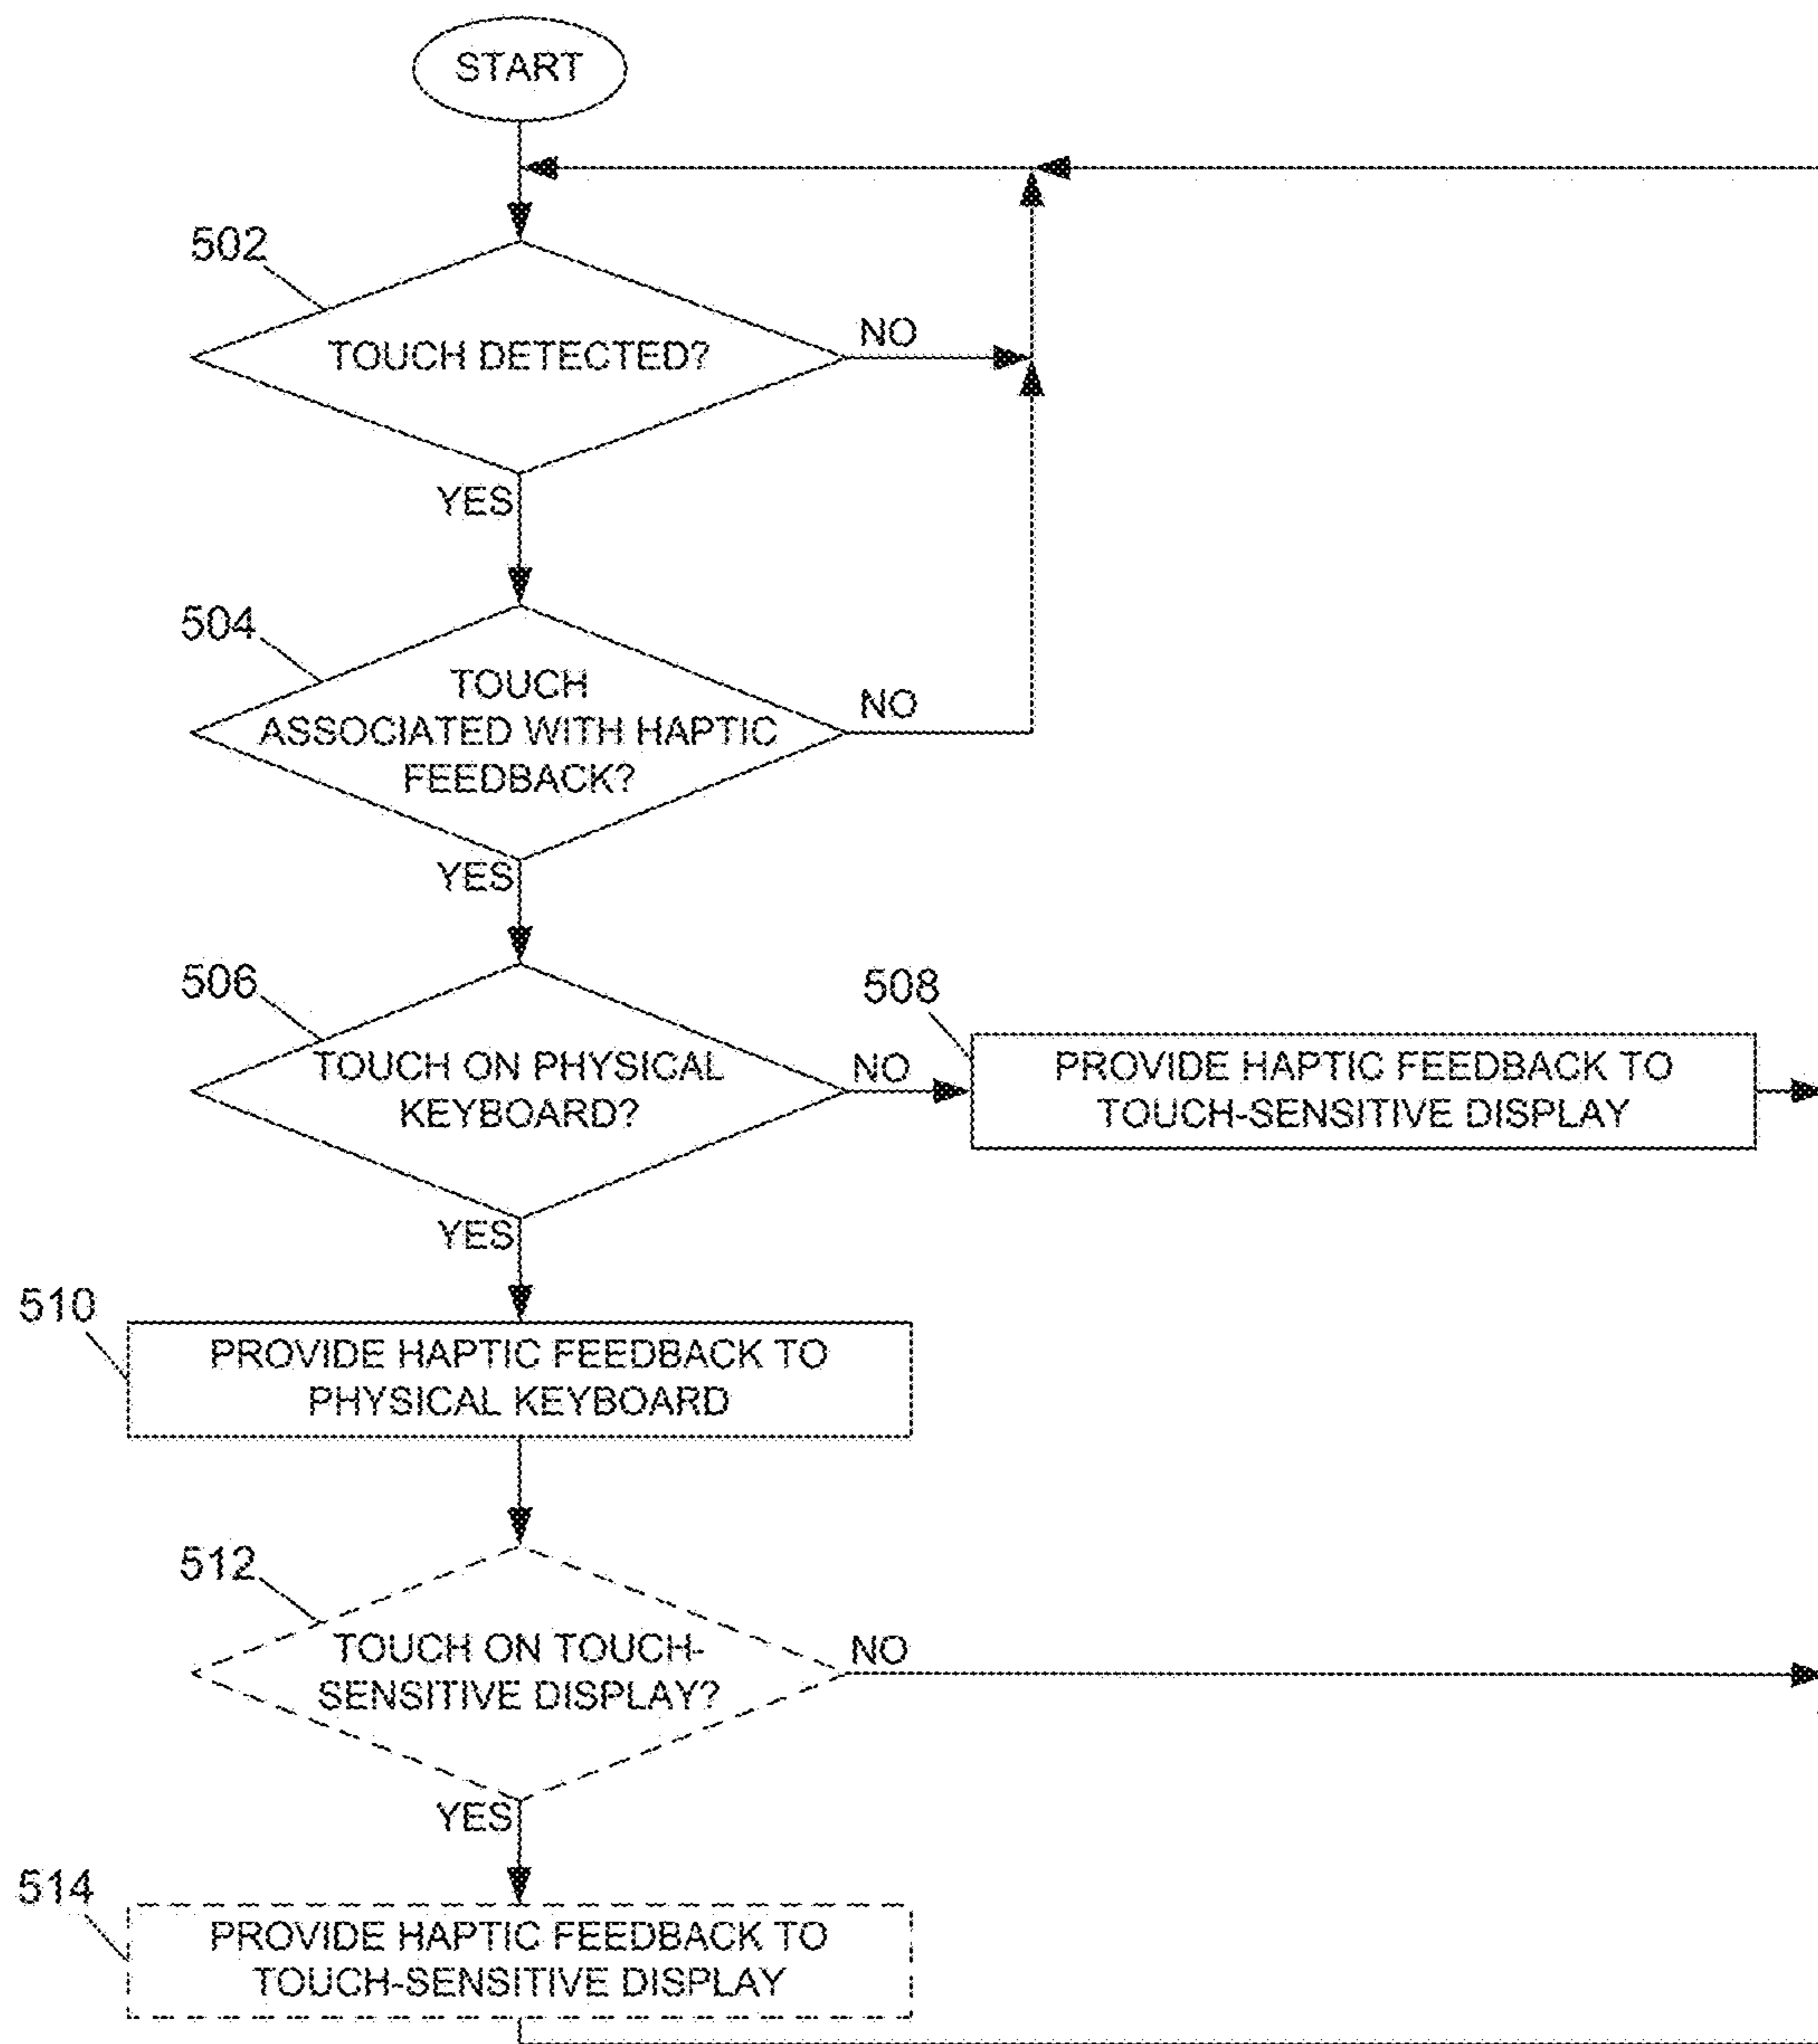 START
502
TOUCH DETECTED?
NO
YES
504
TOUCH
ASSOCIATED WITH HAPTIC
FEEDBACK?
NO
YES
506
TOUCH ON PHYSICAL
KEYBOARD?
NO
508
PROVIDE HAPTIC FEEDBACK TO
TOUCH-SENSITIVE DISPLAY
YES
510
PROVIDE HAPTIC FEEDBACK TO
PHYSICAL KEYBOARD
512
TOUCH ON TOUCH-
SENSITIVE DISPLAY?
NO
YES
514
PROVIDE HAPTIC FEEDBACK TO
TOUCH-SENSITIVE DISPLAY